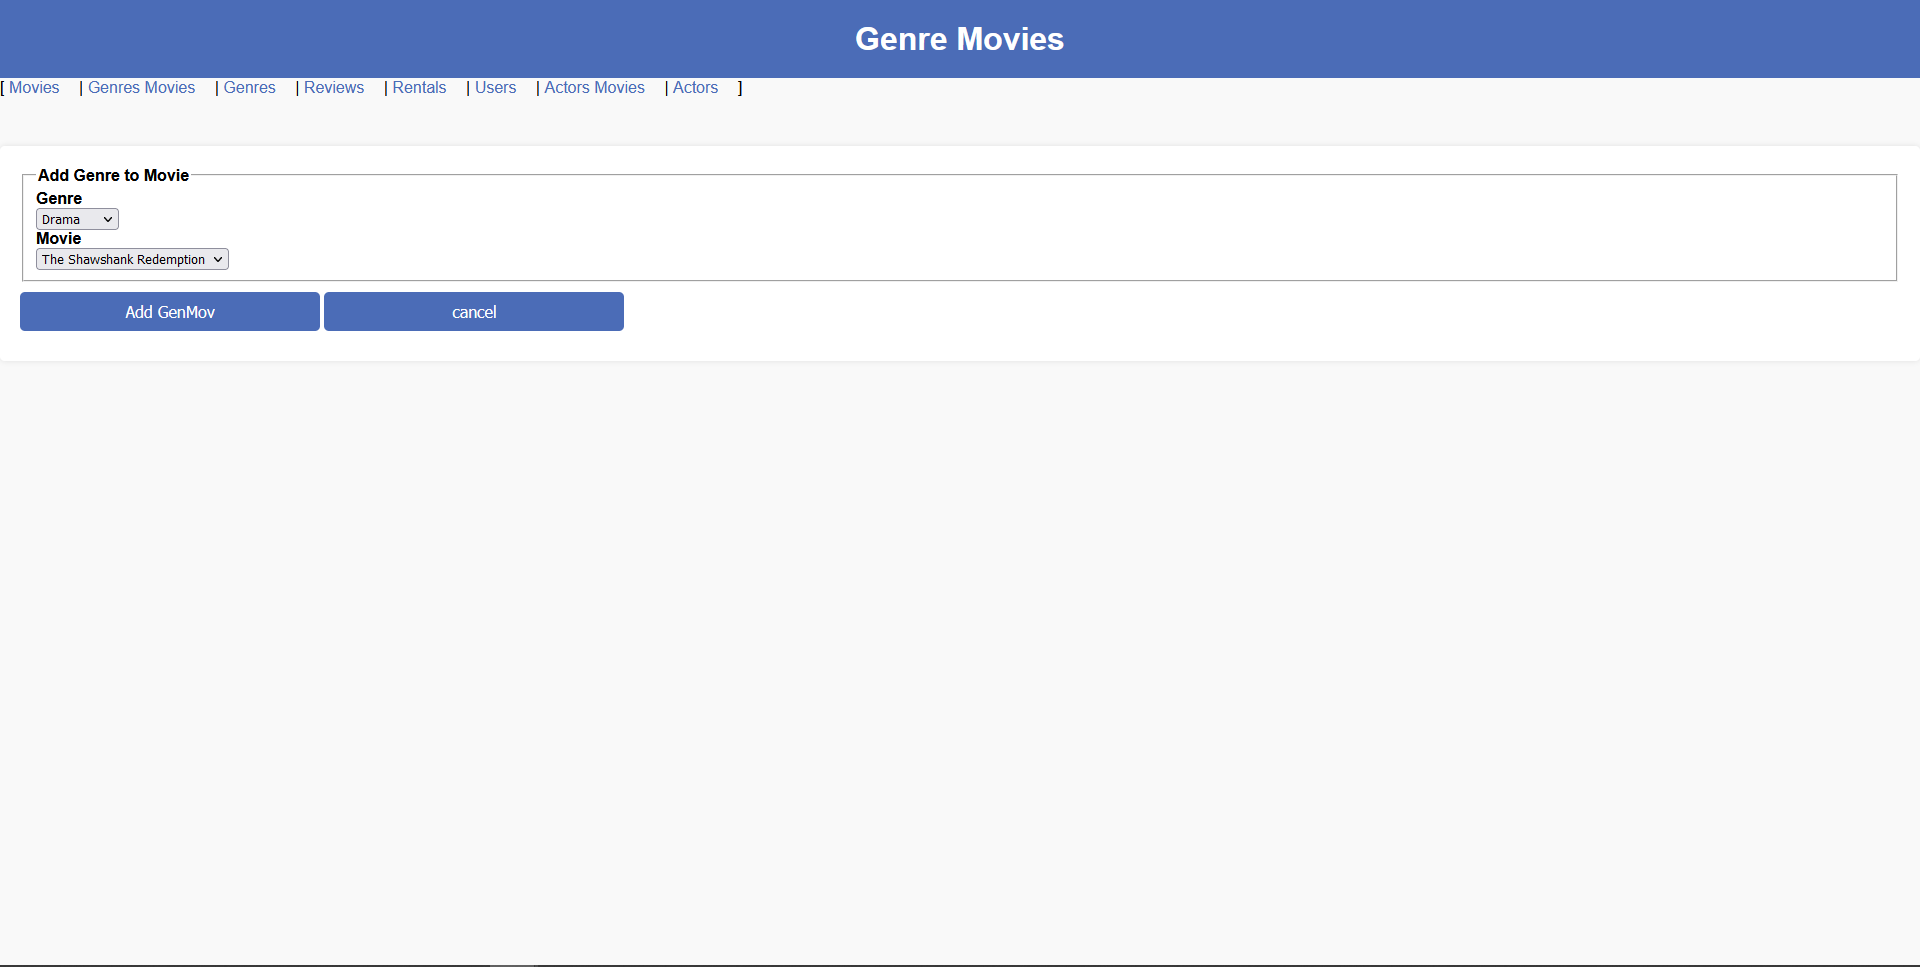 Genre Movies
[ Movies | Genres Movies | Genres | Reviews | Rentals | Users | Actors Movies | Actors ]
Add Genre to Movie
Genre
Drama
Movie
The Shawshank Redemption
Add GenMov cancel